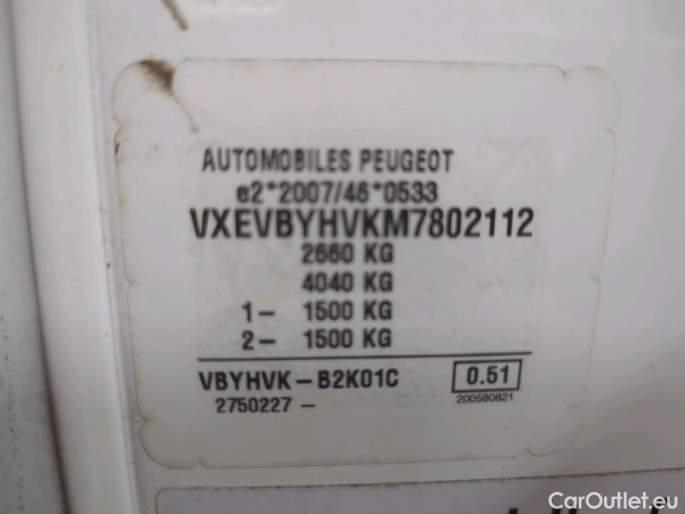 AUTOMOBILES PEUGEOT
e2*2007/46*0533
VXEVBYHVKM7802112
2660 KG
4040 KG
1- 1500 KG
2- 1500 KG
VBYHVK-B2K01C 0.51
2750227 - 200580821
CarOutlet.eu